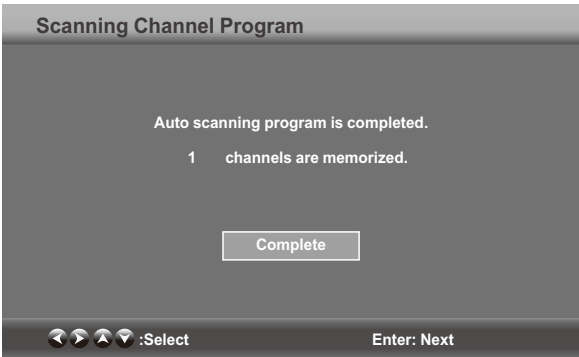 Scanning Channel Program
Auto scanning program is completed.
1 channels are memorized.
Complete
:Select Enter: Next